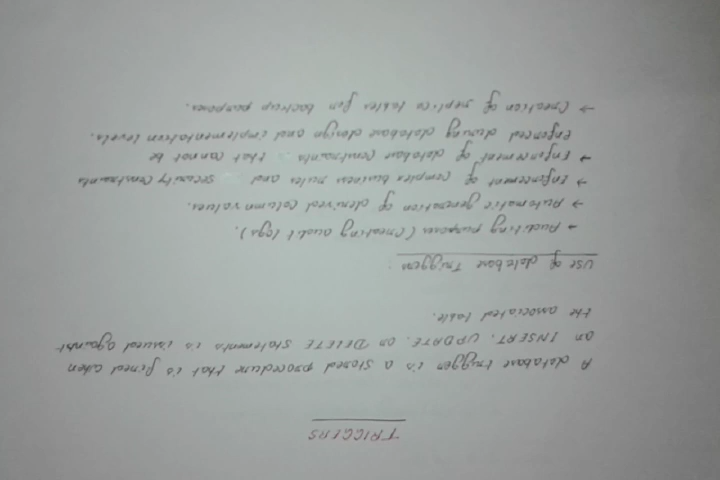 TRIGGERS
A database trigger is a stored procedure that is fired when
an INSERT, UPDATE, or DELETE statements is issued against
the associated table.
Use of database Triggers :
→ Auditing purposes (creating audit logs).
→ Automatic generation of derived column values.
→ Enforcement of complex business rules and security constraints
→ Enforcement of database constraints that cannot be
enforced during database design and implementation levels.
→ Creation of replica tables for backup purposes.